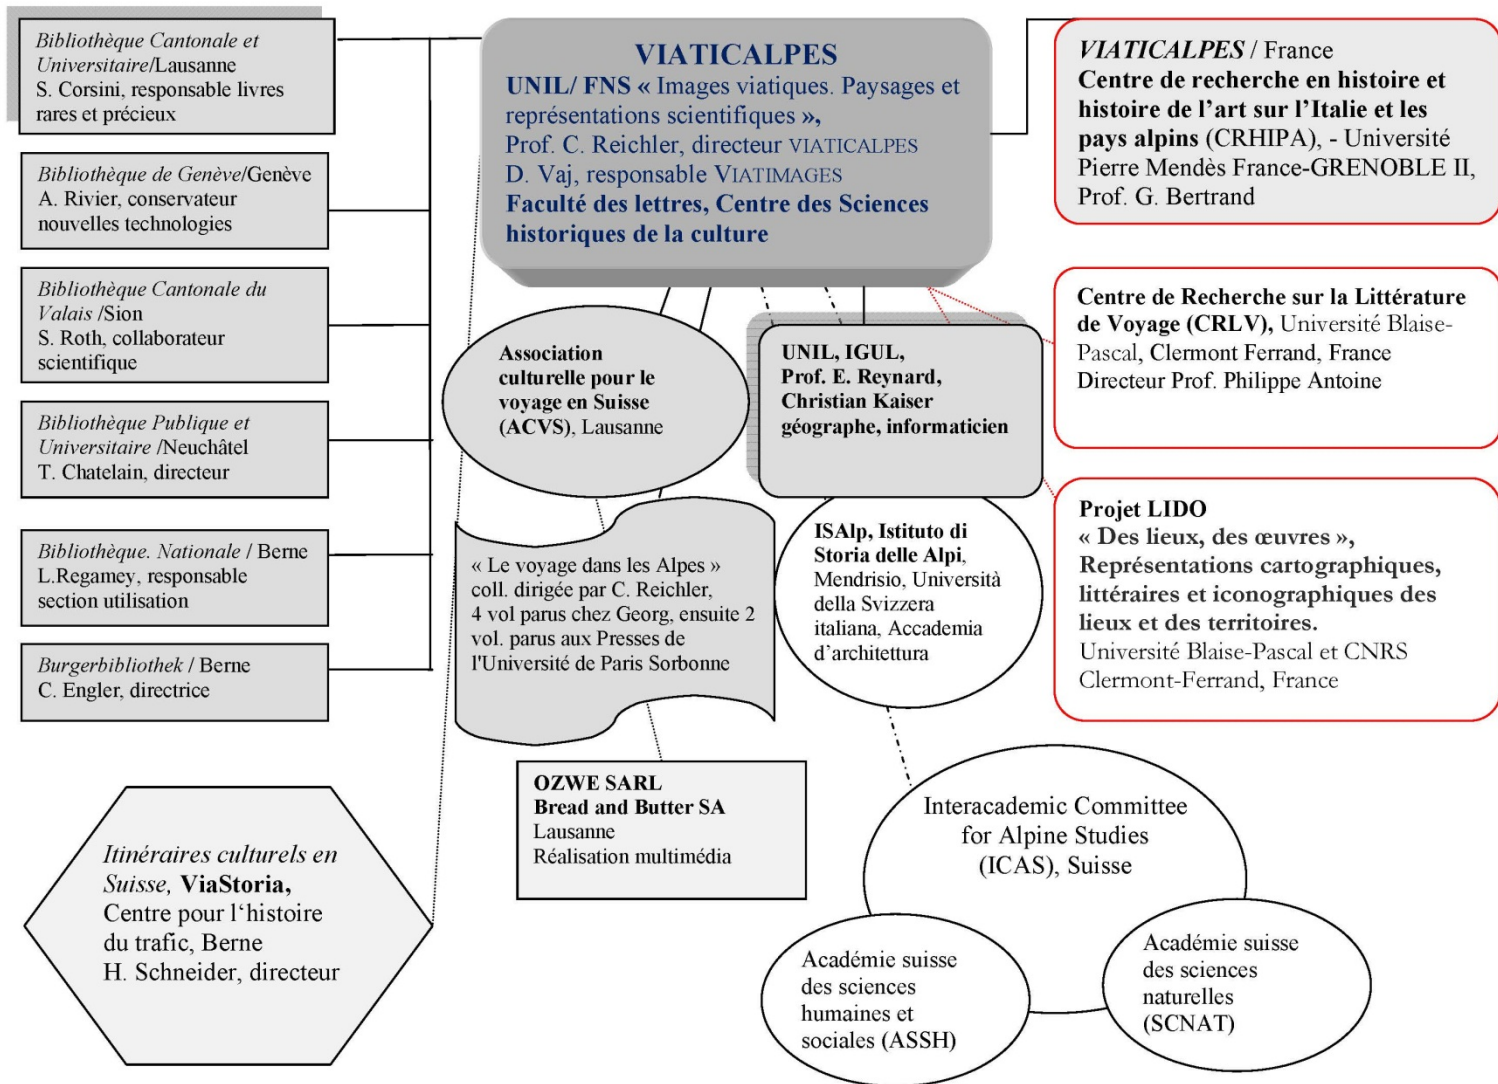 Bibliothèque Cantonale et
Universitaire/Lausanne
S. Corsini, responsable livres
rares et précieux
Bibliothèque de Genève/Genève
A. Rivier, conservateur
nouvelles technologies
Bibliothèque Cantonale du
Valais /Sion
S. Roth, collaborateur
scientifique
Bibliothèque Publique et
Universitaire /Neuchâtel
T. Chatelain, directeur
Bibliothèque. Nationale / Berne
L.Regamey, responsable
section utilisation
Burgerbibliothek / Berne
C. Engler, directrice
Itinéraires culturels en
Suisse, ViaStoria,
Centre pour l‘histoire
du trafic, Berne
H. Schneider, directeur
VIATICALPES
UNIL/ FNS « Images viatiques. Paysages et
représentations scientifiques »,
Prof. C. Reichler, directeur VIATICALPES
D. Vaj, responsable VIATIMAGES
Faculté des lettres, Centre des Sciences
historiques de la culture
Association
culturelle pour le
voyage en Suisse
(ACVS), Lausanne
« Le voyage dans les Alpes »
coll. dirigée par C. Reichler,
4 vol parus chez Georg, ensuite 2
vol. parus aux Presses de
l'Université de Paris Sorbonne
OZWE SARL
Bread and Butter SA
Lausanne
Réalisation multimédia
UNIL, IGUL,
Prof. E. Reynard,
Christian Kaiser
géographe, informaticien
ISAlp, Istituto di
Storia delle Alpi,
Mendrisio, Università
della Svizzera
italiana, Accademia
d’architettura
Interacademic Committee
for Alpine Studies
(ICAS), Suisse
Académie suisse
des sciences
humaines et
sociales (ASSH)
Académie suisse
des sciences
naturelles
(SCNAT)
VIATICALPES / France
Centre de recherche en histoire et
histoire de l’art sur l’Italie et les
pays alpins (CRHIPA), - Université
Pierre Mendès France-GRENOBLE II,
Prof. G. Bertrand
Centre de Recherche sur la Littérature
de Voyage (CRLV), Université Blaise-
Pascal, Clermont Ferrand, France
Directeur Prof. Philippe Antoine
Projet LIDO
« Des lieux, des œuvres »,
Représentations cartographiques,
littéraires et iconographiques des
lieux et des territoires.
Université Blaise-Pascal et CNRS
Clermont-Ferrand, France